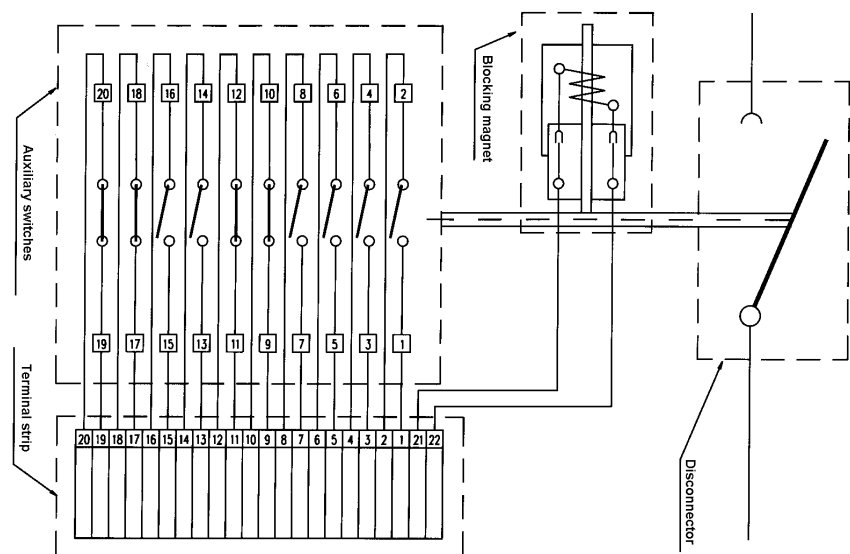 Auxiliary switches
Terminal strip
Blocking magnet
Disconnector
20 18 16 14 12 10 8 6 4 2
19 17 15 13 11 9 7 5 3 1
20 19 18 17 16 15 14 13 12 11 10 9 8 7 6 5 4 3 2 1 21 22